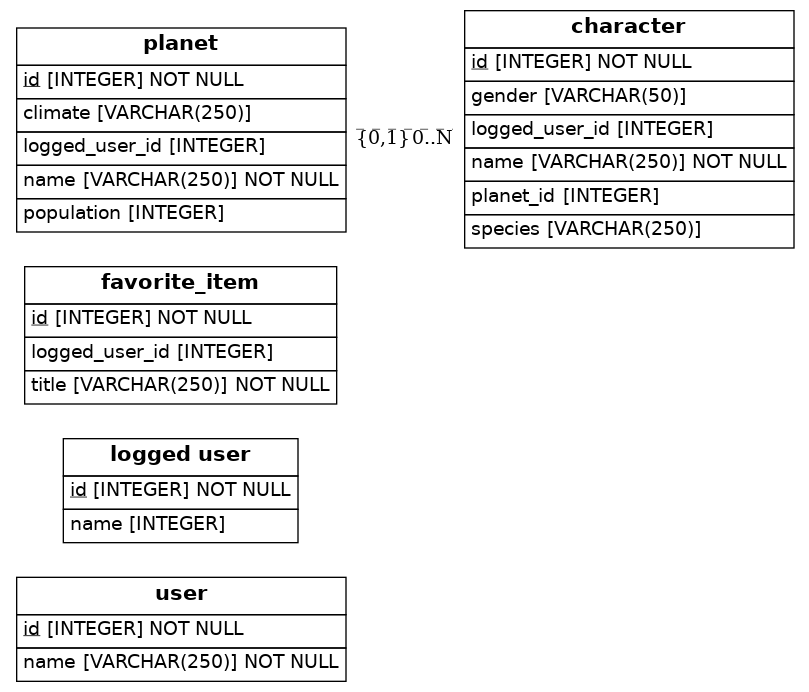 planet
id [INTEGER] NOT NULL
climate [VARCHAR(250)]
logged_user_id [INTEGER]
name [VARCHAR(250)] NOT NULL
population [INTEGER]
{0,1} 0..N
character
id [INTEGER] NOT NULL
gender [VARCHAR(50)]
logged_user_id [INTEGER]
name [VARCHAR(250)] NOT NULL
planet_id [INTEGER]
species [VARCHAR(250)]
favorite_item
id [INTEGER] NOT NULL
logged_user_id [INTEGER]
title [VARCHAR(250)] NOT NULL
logged user
id [INTEGER] NOT NULL
name [INTEGER]
user
id [INTEGER] NOT NULL
name [VARCHAR(250)] NOT NULL